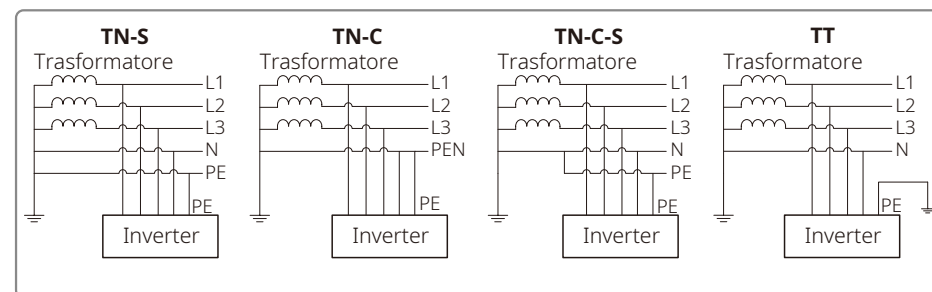 TN-S TN-C TN-C-S TT
Trasformatore Trasformatore Trasformatore Trasformatore
L1 L1 L1 L1
L2 L2 L2 L2
L3 L3 L3 L3
N PEN N N
PE PE
PE PE PE PE
Inverter Inverter Inverter Inverter